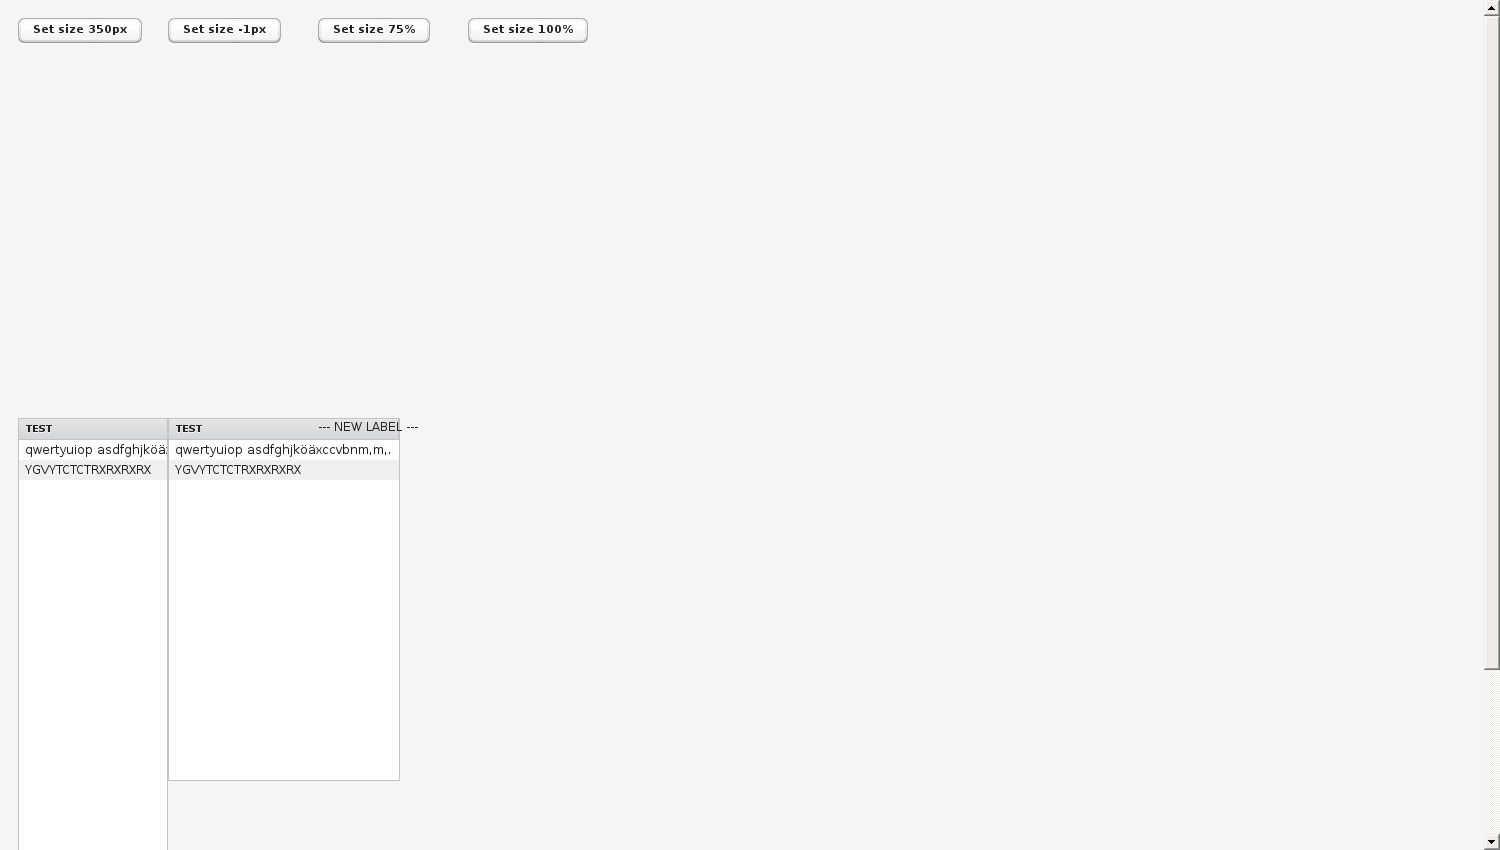 Set size 350px Set size -1px Set size 75% Set size 100%
TEST TEST --- NEW LABEL ---
qwertyuiop asdfghjköä qwertyuiop asdfghjköäxccvbnm,m,.
YGVYTCTCTRXRXRXRX YGVYTCTCTRXRXRXRX